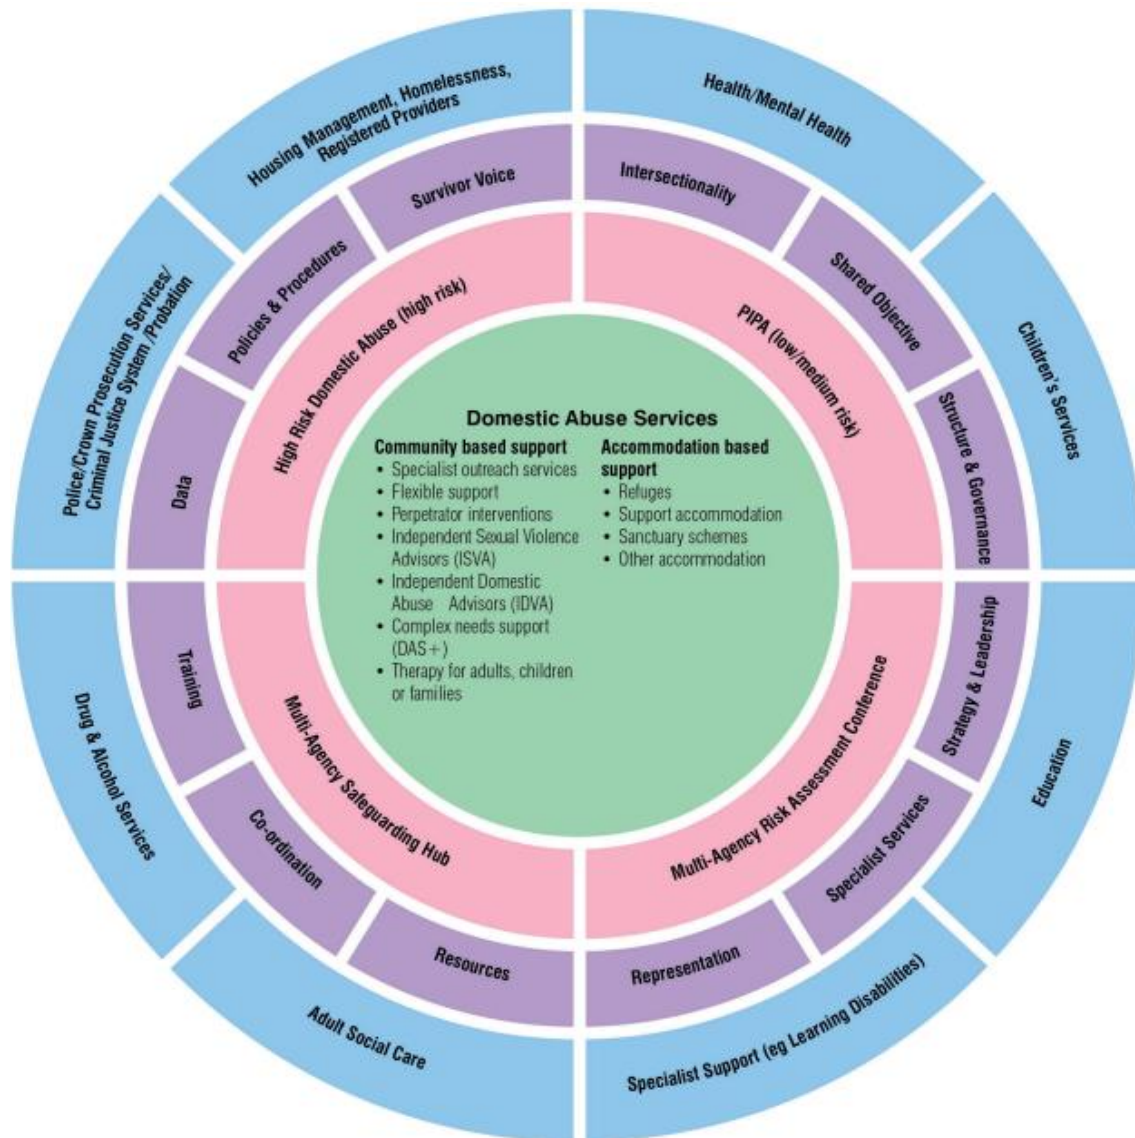 Housing Management, Homelessness,
Registered Providers
Health/Mental Health
Children's Services
Education
Specialist Support (eg Learning Disabilities)
Adult Social Care
Drug & Alcohol Services
Police/Crown Prosecution Services/
Criminal Justice System /Probation
Survivor Voice
Intersectionality
Shared Objective
Structure & Governance
Strategy & Leadership
Specialist Services
Representation
Resources
Co-ordination
Training
Data
Policies & Procedures
High Risk Domestic Abuse (high risk)
PIPA (low/medium risk)
Multi-Agency Risk Assessment Conference
Multi-Agency Safeguarding Hub
Domestic Abuse Services
Community based support
• Specialist outreach services
• Flexible support
• Perpetrator interventions
• Independent Sexual Violence
Advisors (ISVA)
• Independent Domestic
Abuse Advisors (IDVA)
• Complex needs support
(DAS+)
• Therapy for adults, children
or families
Accommodation based
support
• Refuges
• Support accommodation
• Sanctuary schemes
• Other accommodation